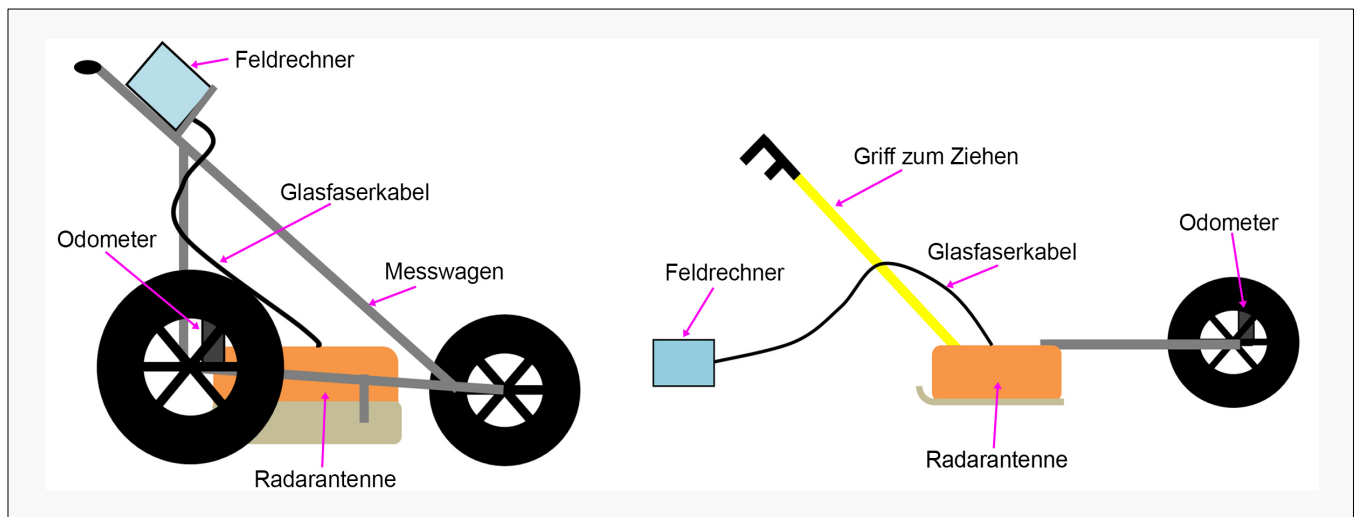 Feldrechner
Glasfaserkabel
Odometer
Messwagen
Radarantenne
Griff zum Ziehen
Odometer
Glasfaserkabel
Feldrechner
Radarantenne